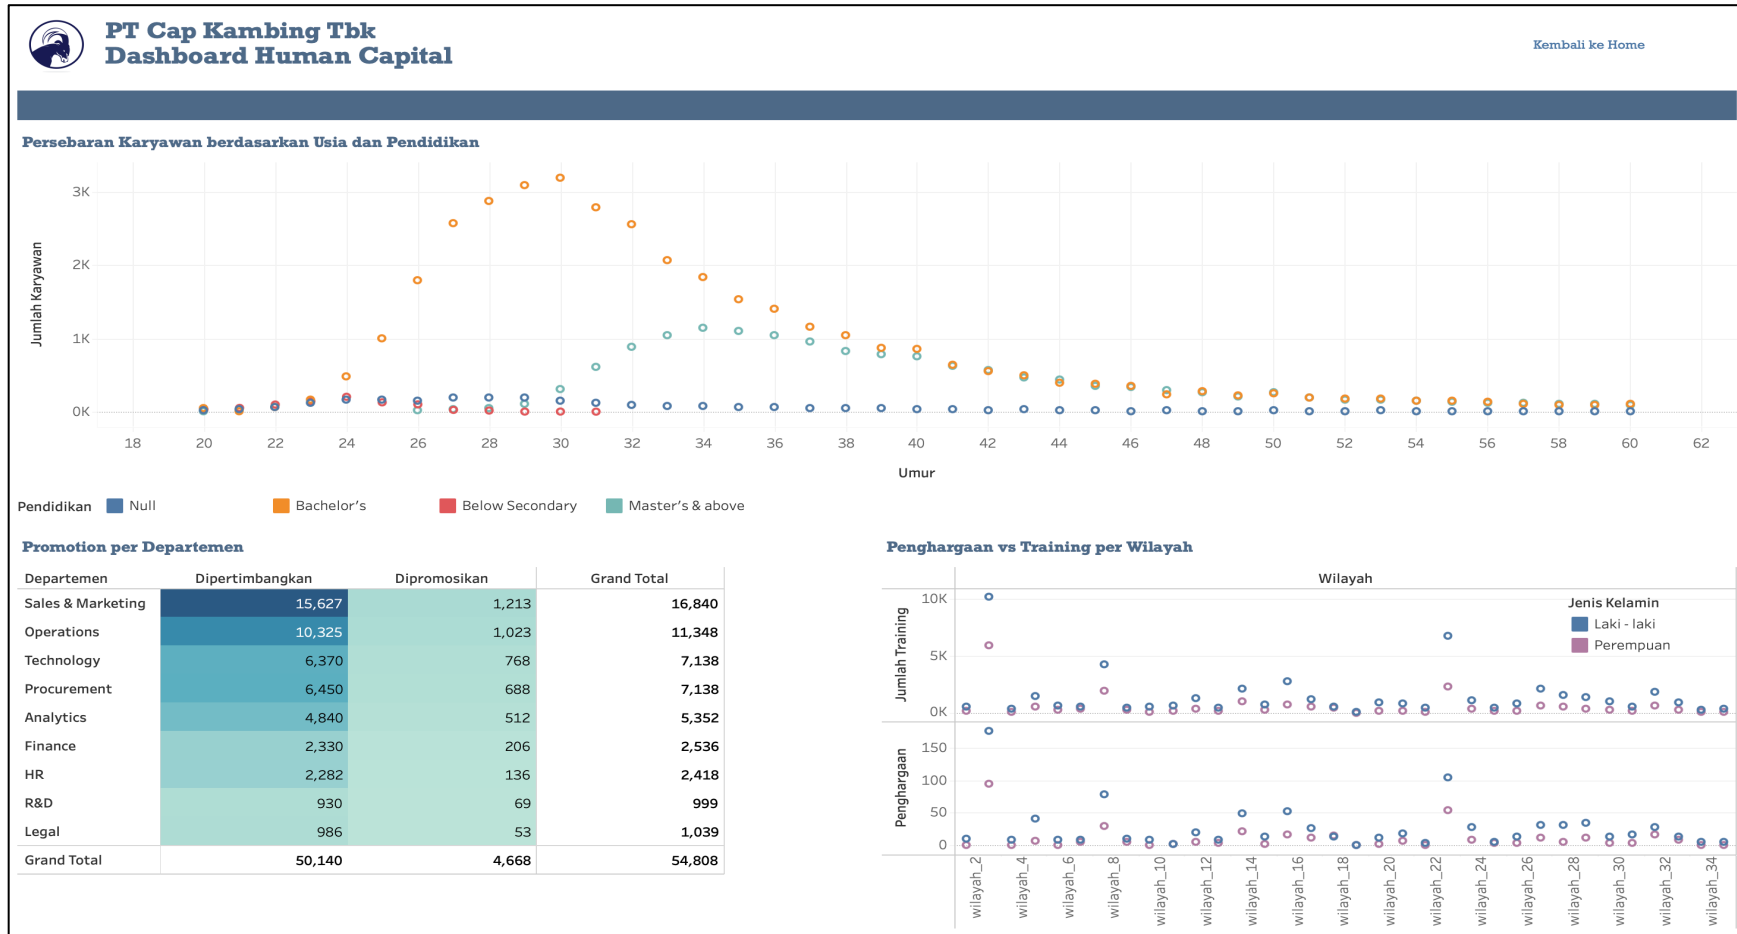 PT Cap Kambing Tbk
Dashboard Human Capital
Kembali ke Home
Persebaran Karyawan berdasarkan Usia dan Pendidikan
Jumlah Karyawan
3K
2K
1K
0K
18 20 22 24 26 28 30 32 34 36 38 40 42 44 46 48 50 52 54 56 58 60 62
Umur
Pendidikan Null Bachelor's Below Secondary Master's & above
Promotion per Departemen
Departemen Dipertimbangkan Dipromosikan Grand Total
Sales & Marketing 15,627 1,213 16,840
Operations 10,325 1,023 11,348
Technology 6,370 768 7,138
Procurement 6,450 688 7,138
Analytics 4,840 512 5,352
Finance 2,330 206 2,536
HR 2,282 136 2,418
R&D 930 69 999
Legal 986 53 1,039
Grand Total 50,140 4,668 54,808
Penghargaan vs Training per Wilayah
Wilayah
Jumlah Training
10K
5K
0K
Jenis Kelamin
Laki - laki
Perempuan
Penghargaan
150
100
50
0
wilayah_2 wilayah_4 wilayah_6 wilayah_8 wilayah_10 wilayah_12 wilayah_14 wilayah_16 wilayah_18 wilayah_20 wilayah_22 wilayah_24 wilayah_26 wilayah_28 wilayah_30 wilayah_32 wilayah_34